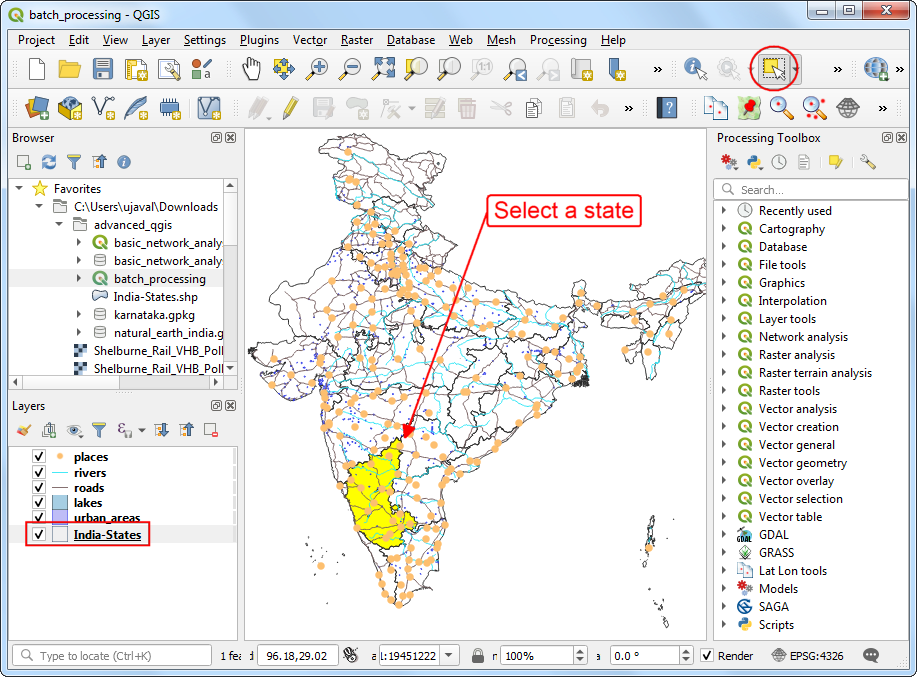 batch_processing - QGIS
Project Edit View Layer Settings Plugins Vector Raster Database Web Mesh Processing Help
Browser
Favorites
C:\Users\ujaval\Downloads
advanced_qgis
basic_network_analy
basic_network_analy
batch_processing
India-States.shp
karnataka.gpkg
natural_earth_india.g
Shelburne_Rail_VHB_Poll
Shelburne_Rail_VHB_Poll
Layers
places
rivers
roads
lakes
urban_areas
India-States
Select a state
Processing Toolbox
Search...
Recently used
Cartography
Database
File tools
Graphics
Interpolation
Layer tools
Network analysis
Raster analysis
Raster terrain analysis
Raster tools
Vector analysis
Vector creation
Vector general
Vector geometry
Vector overlay
Vector selection
Vector table
GDAL
GRASS
Lat Lon tools
Models
SAGA
Scripts
Type to locate (Ctrl+K) 1 fea 96.18,29.02 1:19451222 100% 0.0 ° Render EPSG:4326